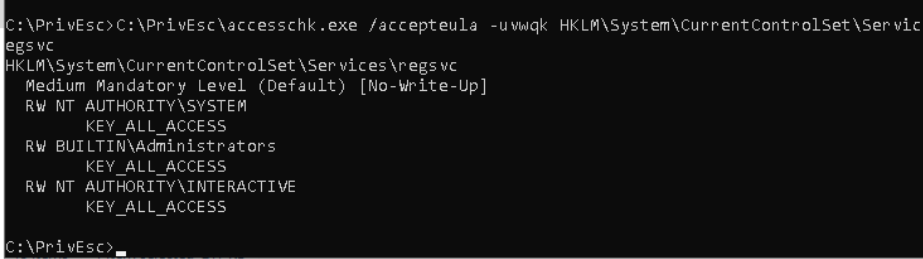 C:\PrivEsc>C:\PrivEsc\accesschk.exe /accepteula -uvwqk HKLM\System\CurrentControlSet\Servic
egsvc
HKLM\System\CurrentControlSet\Services\regsvc
  Medium Mandatory Level (Default) [No-Write-Up]
  RW NT AUTHORITY\SYSTEM
        KEY_ALL_ACCESS
  RW BUILTIN\Administrators
        KEY_ALL_ACCESS
  RW NT AUTHORITY\INTERACTIVE
        KEY_ALL_ACCESS
C:\PrivEsc>